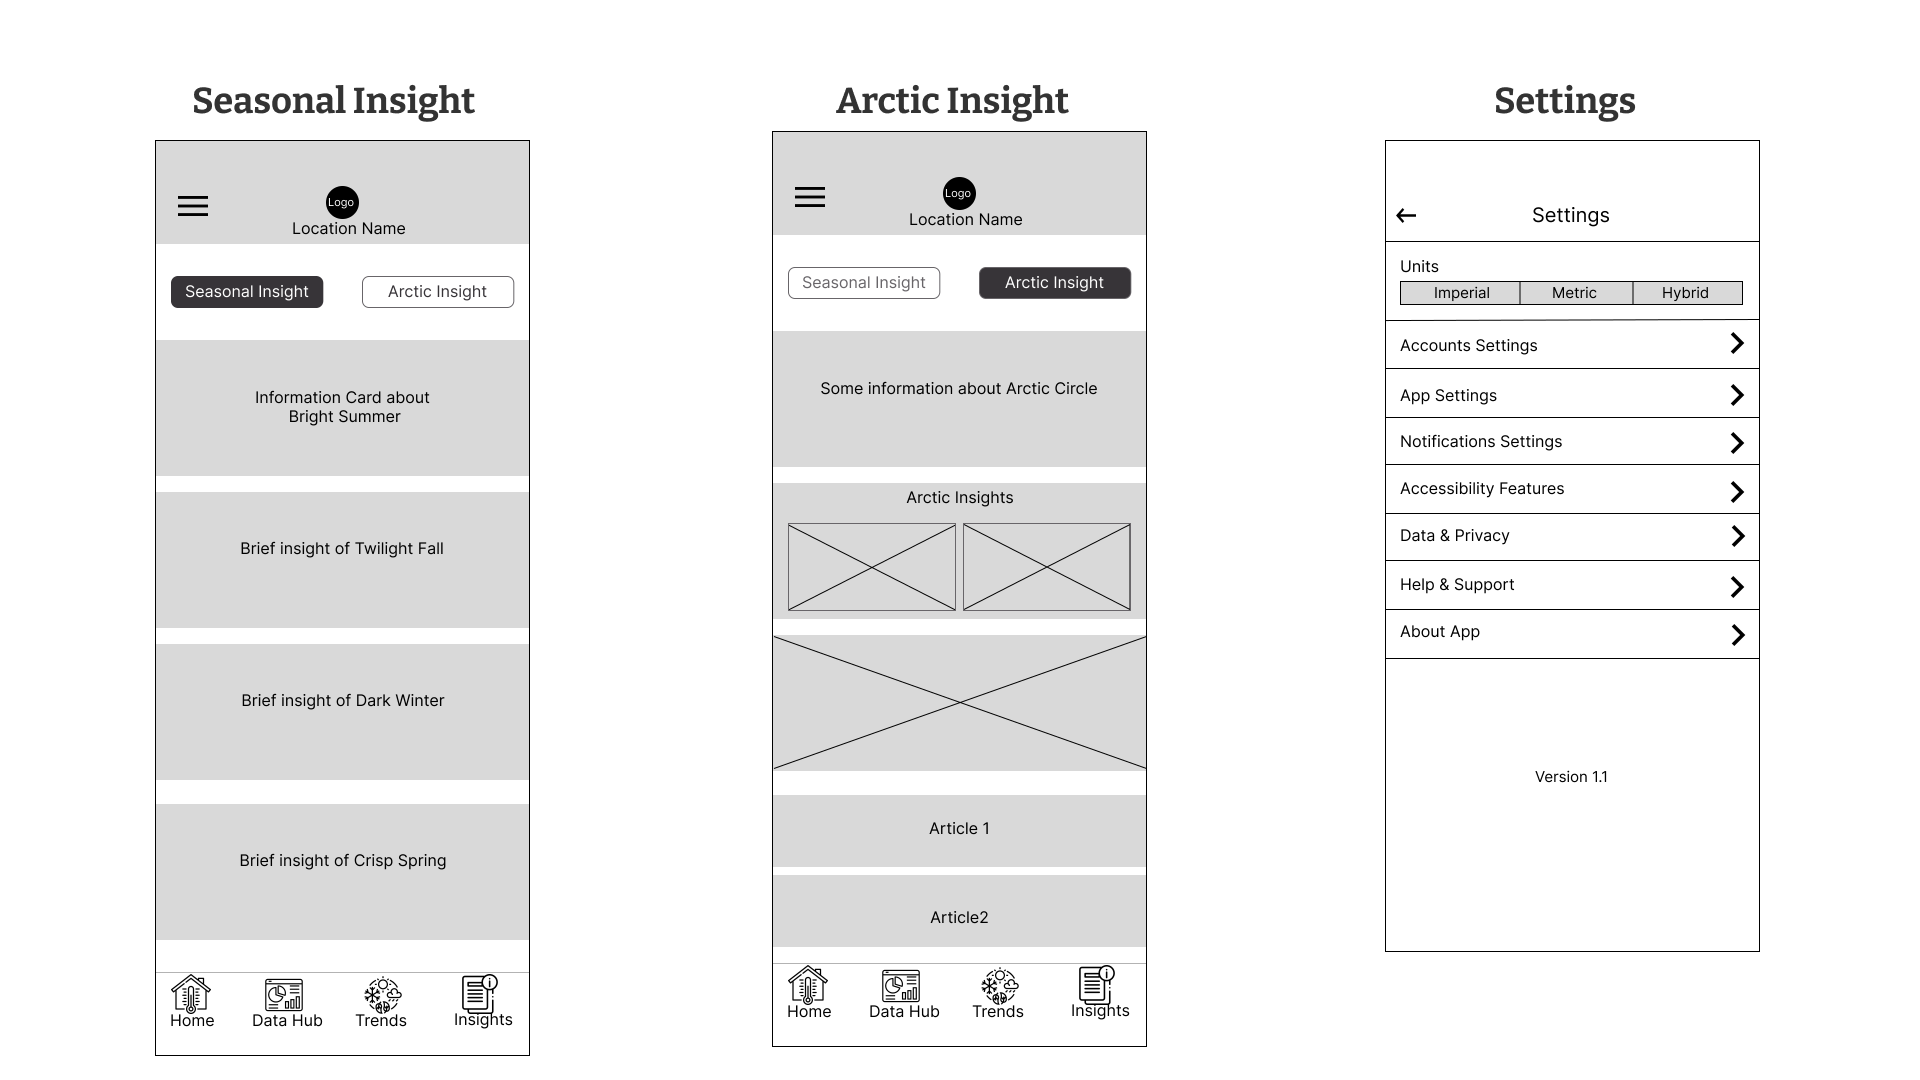 Seasonal Insight
Logo
Location Name
Seasonal Insight
Arctic Insight
Information Card about
Bright Summer
Brief insight of Twilight Fall
Brief insight of Dark Winter
Brief insight of Crisp Spring
Home
Data Hub
Trends
Insights
Arctic Insight
Logo
Location Name
Seasonal Insight
Arctic Insight
Some information about Arctic Circle
Arctic Insights
Article 1
Article2
Home
Data Hub
Trends
Insights
Settings
Settings
Units
Imperial
Metric
Hybrid
Accounts Settings
App Settings
Notifications Settings
Accessibility Features
Data & Privacy
Help & Support
About App
Version 1.1